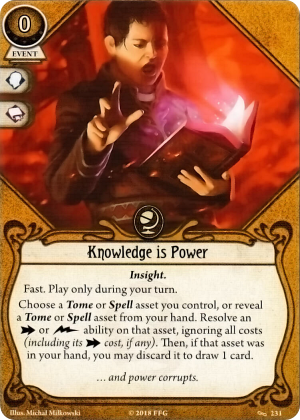 0
EVENT
Knowledge is Power
Insight.
Fast. Play only during your turn.
Choose a Tome or Spell asset you control, or reveal
a Tome or Spell asset from your hand. Resolve an
or ability on that asset, ignoring all costs
(including its cost, if any). Then, if that asset was
in your hand, you may discard it to draw 1 card.
… and power corrupts.
Illus. Michal Milkowski
© 2018 FFG
231